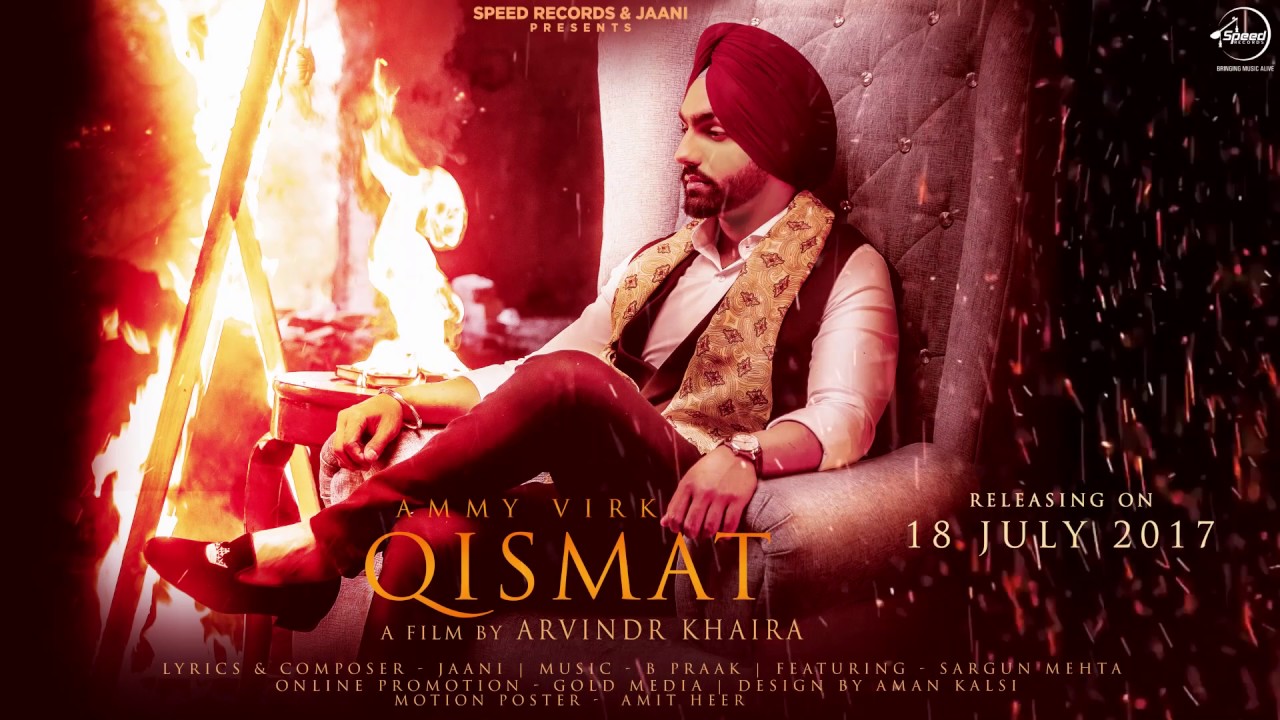 SPEED RECORDS & JAANI
PRESENTS
Speed
RECORDS
BRINGING MUSIC ALIVE
AMMY VIRK
QISMAT
A FILM BY ARVINDR KHAIRA
RELEASING ON
18 JULY 2017
LYRICS & COMPOSER - JAANI | MUSIC - B PRAAK | FEATURING - SARGUN MEHTA
ONLINE PROMOTION - GOLD MEDIA | DESIGN BY AMAN KALSI
MOTION POSTER - AMIT HEER